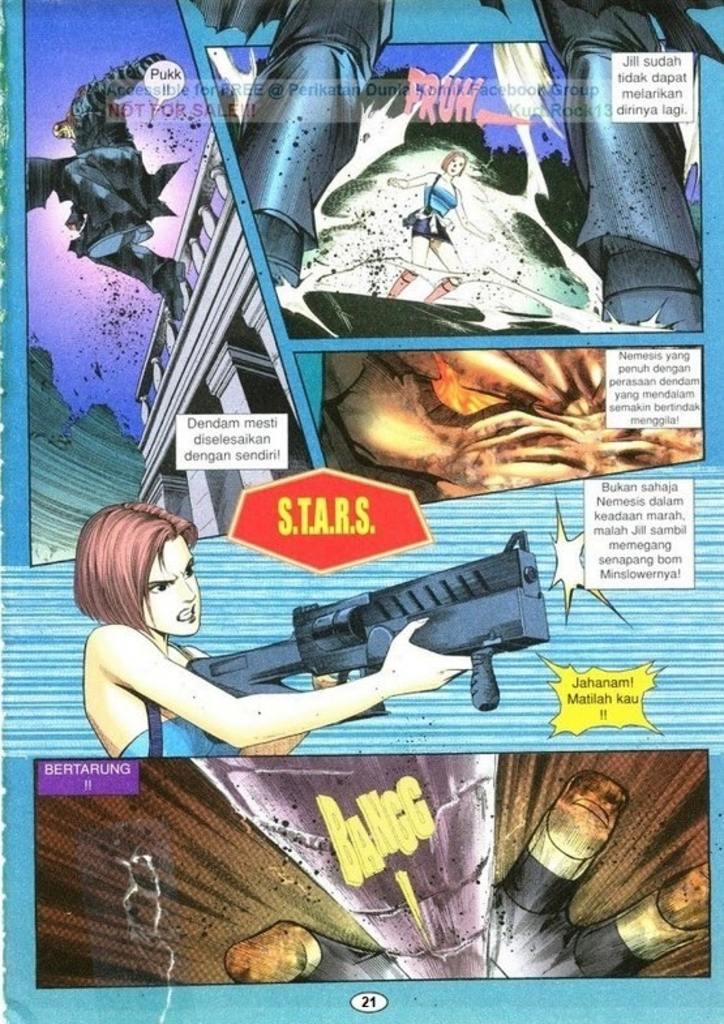 Pukk
!!
Accessible for FREE @ Perikatan Dunia Komik Facebook Group
NOT FOR SALE!!!
Kuri Rock13
PRUH
Jill sudah
tidak dapat
melarikan
dirinya lagi.
Dendam mesti
diselesaikan
dengan sendiri!
Nemesis yang
penuh dengan
perasaan dendam
yang mendalam
semakin bertindak
menggila!
S.T.A.R.S.
Bukan sahaja
Nemesis dalam
keadaan marah,
malah Jill sambil
memegang
senapang bom
Minslowernya!
Jahanam!
Matilah kau
!!
BERTARUNG
!!
BANGG
!
21